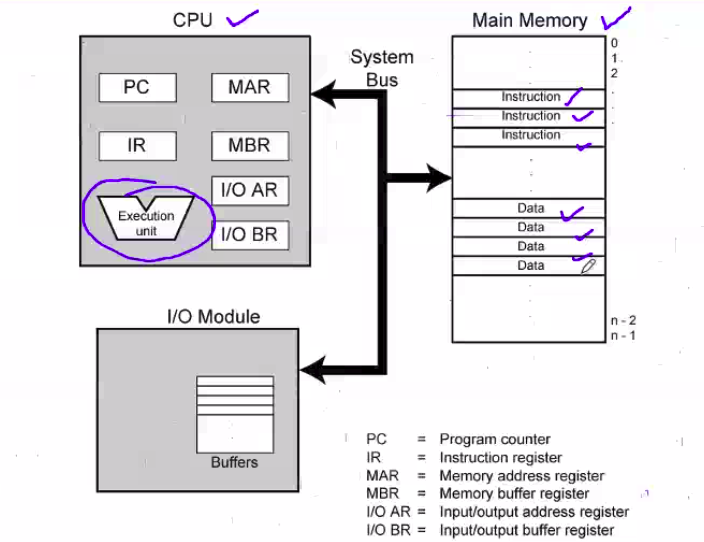 CPU
Main Memory
System
Bus
0
1
2
PC
MAR
Instruction
Instruction
Instruction
IR
MBR
I/O AR
Execution
unit
I/O BR
Data
Data
Data
Data
n - 2
n - 1
I/O Module
Buffers
PC = Program counter
IR = Instruction register
MAR = Memory address register
MBR = Memory buffer register
I/O AR = Input/output address register
I/O BR = Input/output buffer register